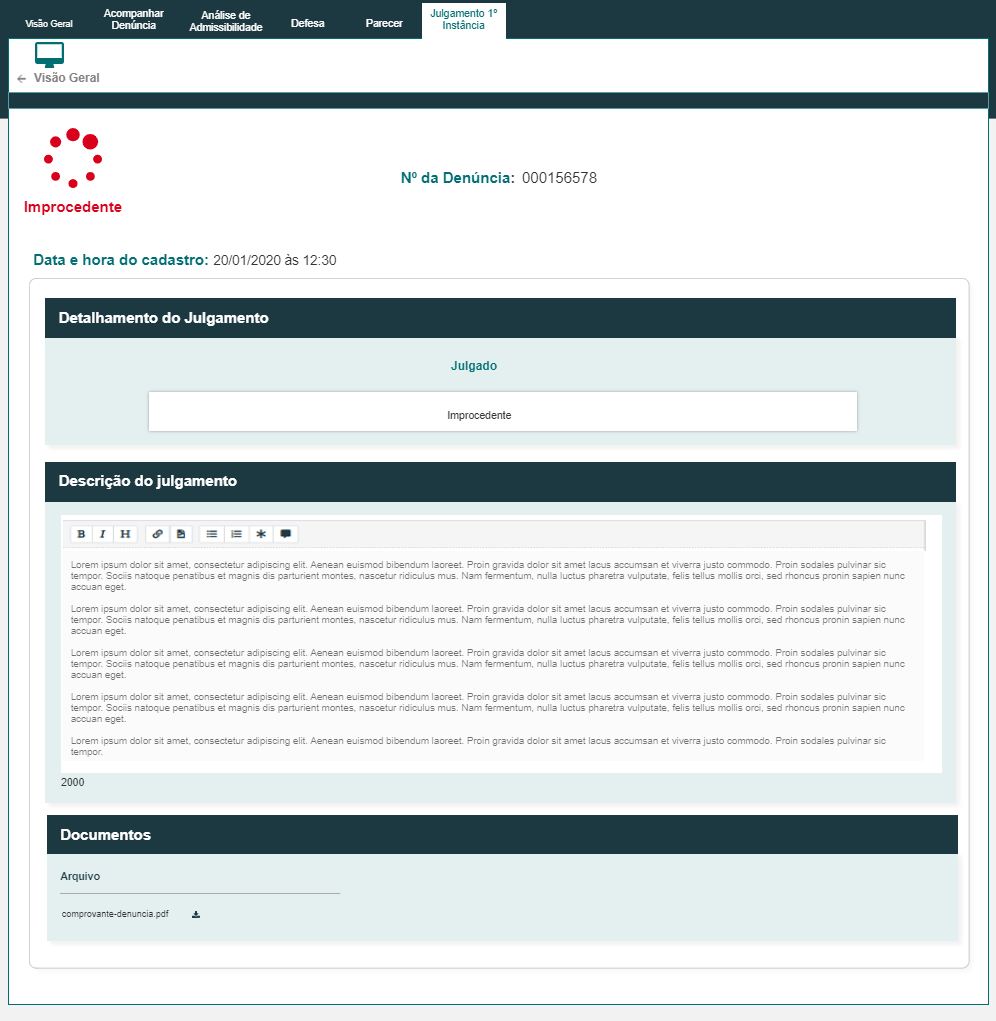 Visão Geral
Acompanhar
Denúncia
Análise de
Admissibilidade
Defesa
Parecer
Julgamento 1º
Instância
← Visão Geral
Improcedente
Nº da Denúncia: 000156578
Data e hora do cadastro: 20/01/2020 às 12:30
Detalhamento do Julgamento
Julgado
Improcedente
Descrição do julgamento
B I H
Lorem ipsum dolor sit amet, consectetur adipiscing elit. Aenean euismod bibendum laoreet. Proin gravida dolor sit amet lacus accumsan et viverra justo commodo. Proin sodales pulvinar sic
tempor. Sociis natoque penatibus et magnis dis parturient montes, nascetur ridiculus mus. Nam fermentum, nulla luctus pharetra vulputate, felis tellus mollis orci, sed rhoncus pronin sapien nunc
accuan eget.
Lorem ipsum dolor sit amet, consectetur adipiscing elit. Aenean euismod bibendum laoreet. Proin gravida dolor sit amet lacus accumsan et viverra justo commodo. Proin sodales pulvinar sic
tempor. Sociis natoque penatibus et magnis dis parturient montes, nascetur ridiculus mus. Nam fermentum, nulla luctus pharetra vulputate, felis tellus mollis orci, sed rhoncus pronin sapien nunc
accuan eget.
Lorem ipsum dolor sit amet, consectetur adipiscing elit. Aenean euismod bibendum laoreet. Proin gravida dolor sit amet lacus accumsan et viverra justo commodo. Proin sodales pulvinar sic
tempor. Sociis natoque penatibus et magnis dis parturient montes, nascetur ridiculus mus. Nam fermentum, nulla luctus pharetra vulputate, felis tellus mollis orci, sed rhoncus pronin sapien nunc
accuan eget.
Lorem ipsum dolor sit amet, consectetur adipiscing elit. Aenean euismod bibendum laoreet. Proin gravida dolor sit amet lacus accumsan et viverra justo commodo. Proin sodales pulvinar sic
tempor. Sociis natoque penatibus et magnis dis parturient montes, nascetur ridiculus mus. Nam fermentum, nulla luctus pharetra vulputate, felis tellus mollis orci, sed rhoncus pronin sapien nunc
accuan eget.
Lorem ipsum dolor sit amet, consectetur adipiscing elit. Aenean euismod bibendum laoreet. Proin gravida dolor sit amet lacus accumsan et viverra justo commodo. Proin sodales pulvinar sic
tempor.
2000
Documentos
Arquivo
comprovante-denuncia.pdf